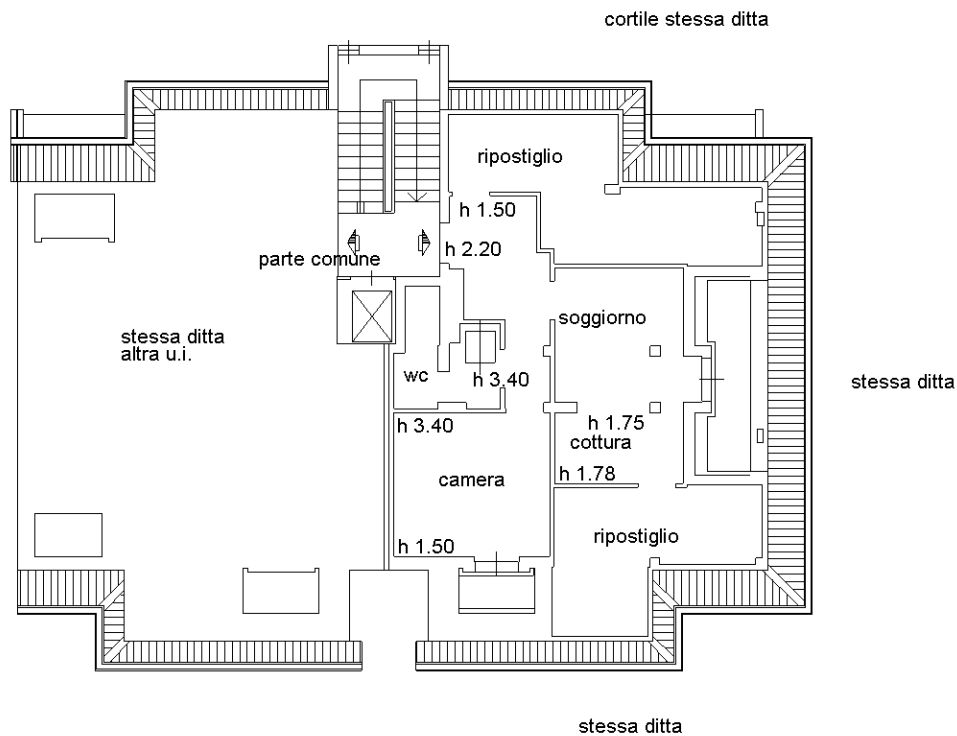 cortile stessa ditta
ripostiglio
h 1.50
h 2.20
parte comune
soggiorno
stessa ditta
altra u.i.
wc
h 3.40
stessa ditta
h 3.40
h 1.75
cottura
camera
h 1.78
ripostiglio
h 1.50
stessa ditta